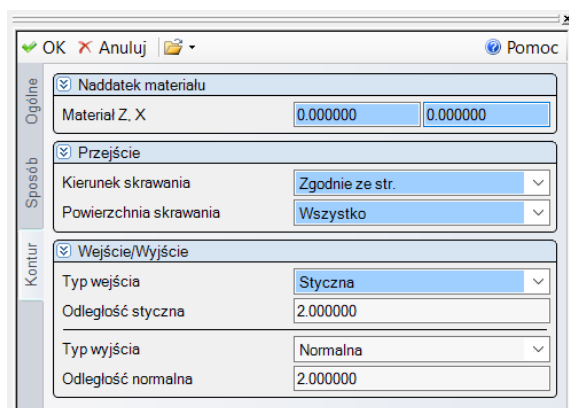 OK Anuluj Pomoc
Ogólne
Sposób
Kontur
Naddatek materiału
Materiał Z, X 0.000000 0.000000
Przejście
Kierunek skrawania Zgodnie ze str.
Powierzchnia skrawania Wszystko
Wejście/Wyjście
Typ wejścia Styczna
Odległość styczna 2.000000
Typ wyjścia Normalna
Odległość normalna 2.000000